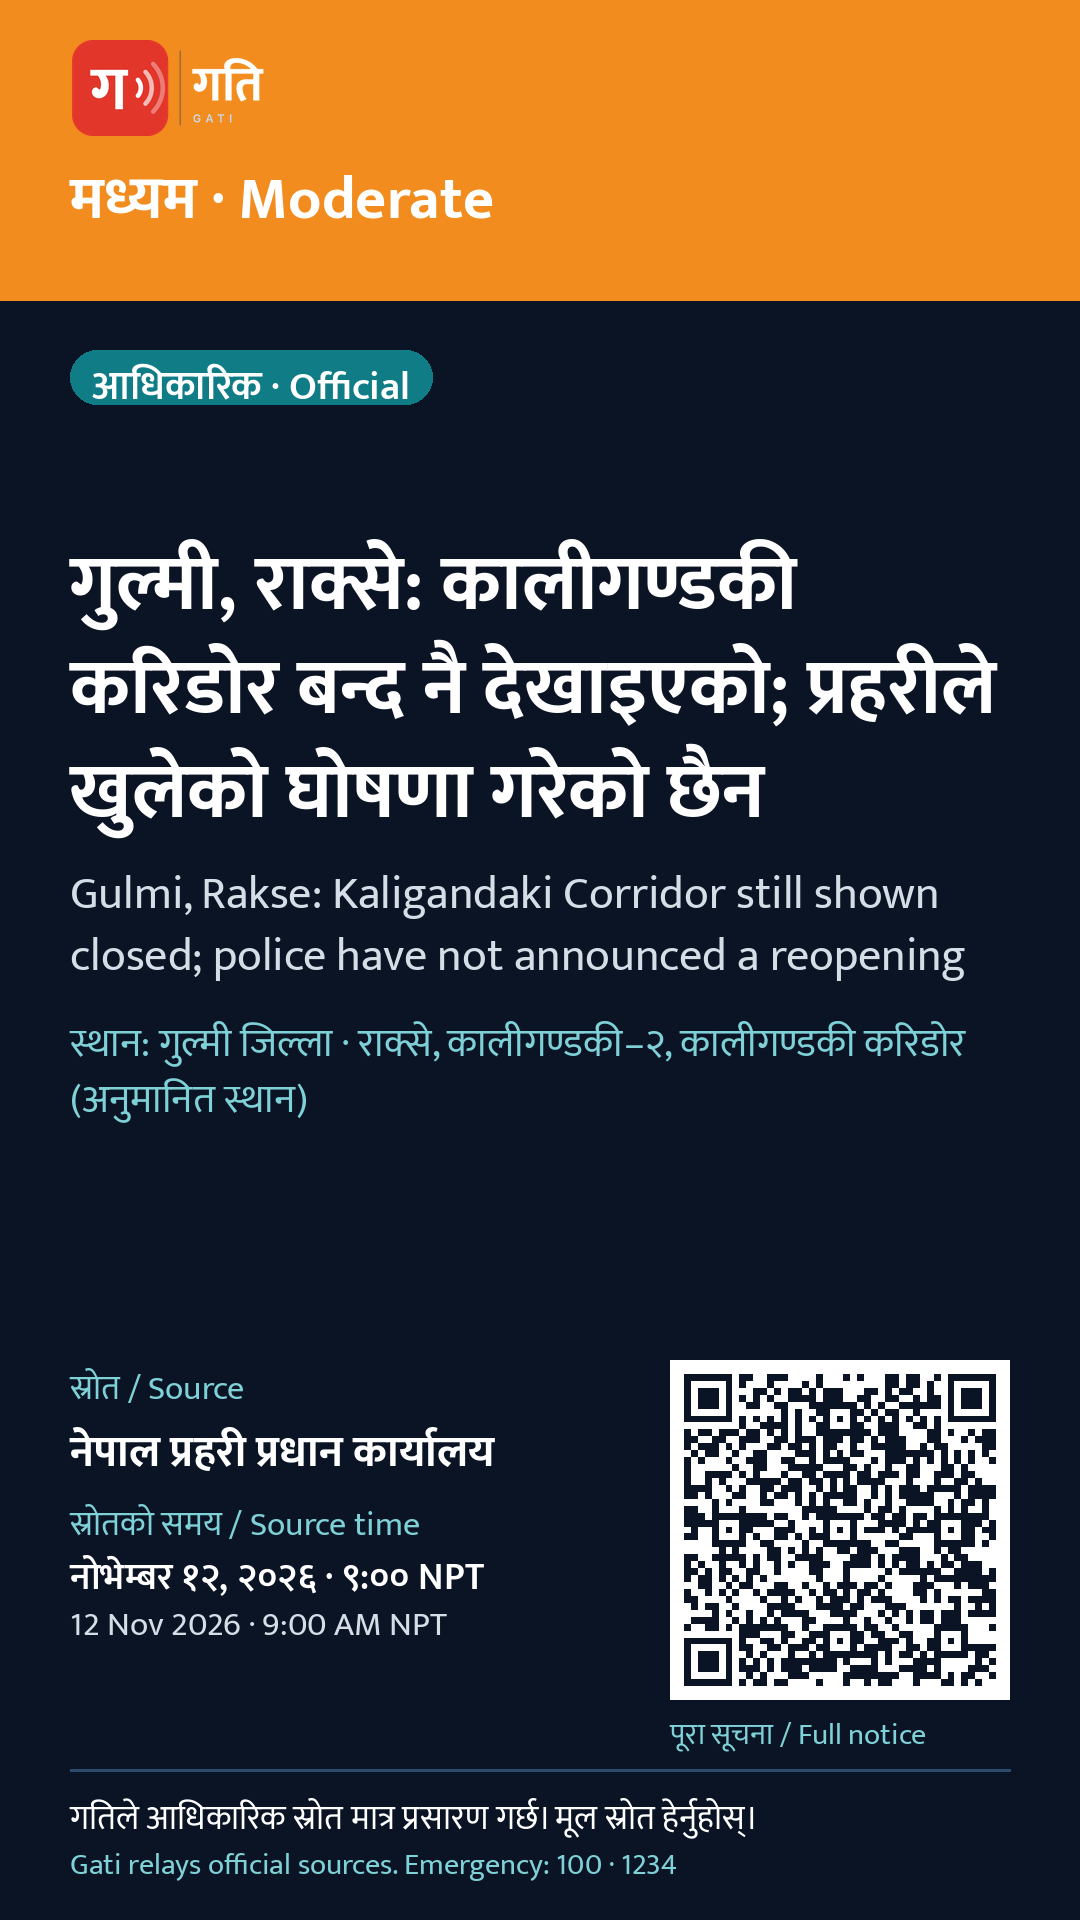 ग
गति
GATI
मध्यम · Moderate
आधिकारिक · Official
गुल्मी, राक्से: कालीगण्डकी
करिडोर बन्द नै देखाइएको; प्रहरीले
खुलेको घोषणा गरेको छैन
Gulmi, Rakse: Kaligandaki Corridor still shown
closed; police have not announced a reopening
स्थान: गुल्मी जिल्ला · राक्से, कालीगण्डकी–२, कालीगण्डकी करिडोर
(अनुमानित स्थान)
स्रोत / Source
नेपाल प्रहरी प्रधान कार्यालय
स्रोतको समय / Source time
नोभेम्बर १२, २०२६ · ९:०० NPT
12 Nov 2026 · 9:00 AM NPT
पूरा सूचना / Full notice
गतिले आधिकारिक स्रोत मात्र प्रसारण गर्छ। मूल स्रोत हेर्नुहोस्।
Gati relays official sources. Emergency: 100 · 1234